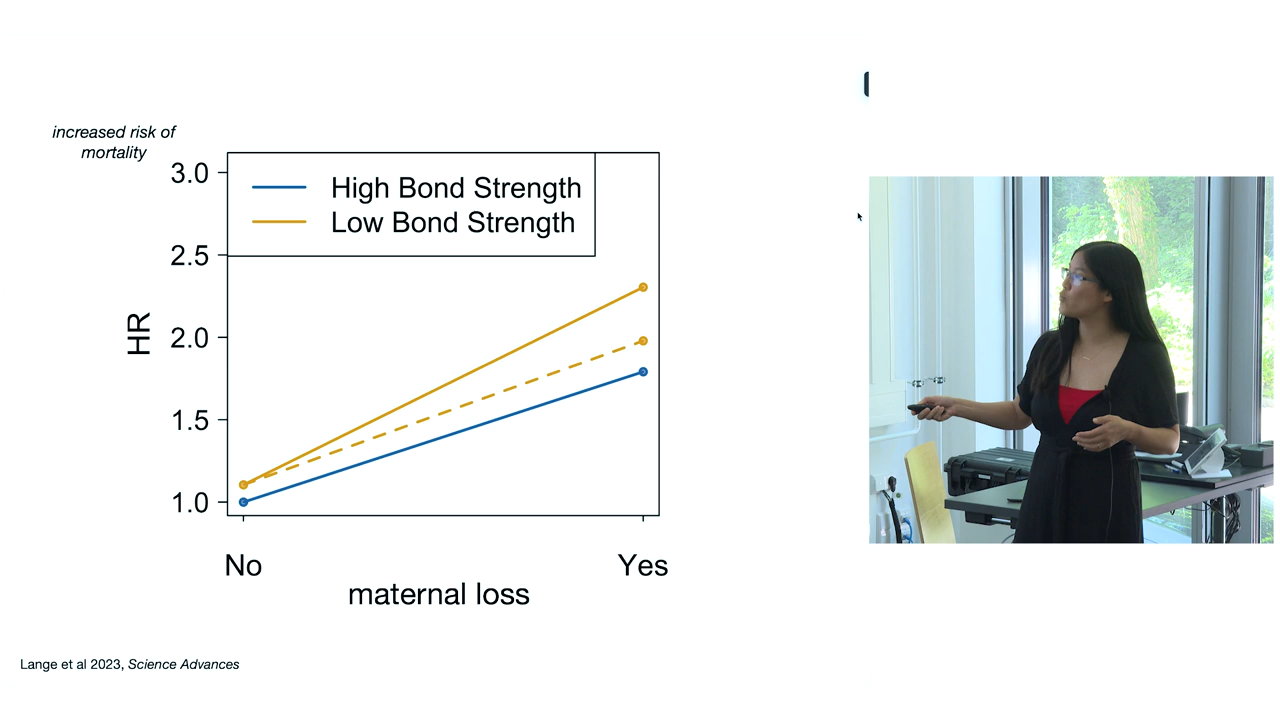 increased risk of
mortality
3.0
2.5
2.0
1.5
1.0
HR
High Bond Strength
Low Bond Strength
No
Yes
maternal loss
Lange et al 2023, Science Advances